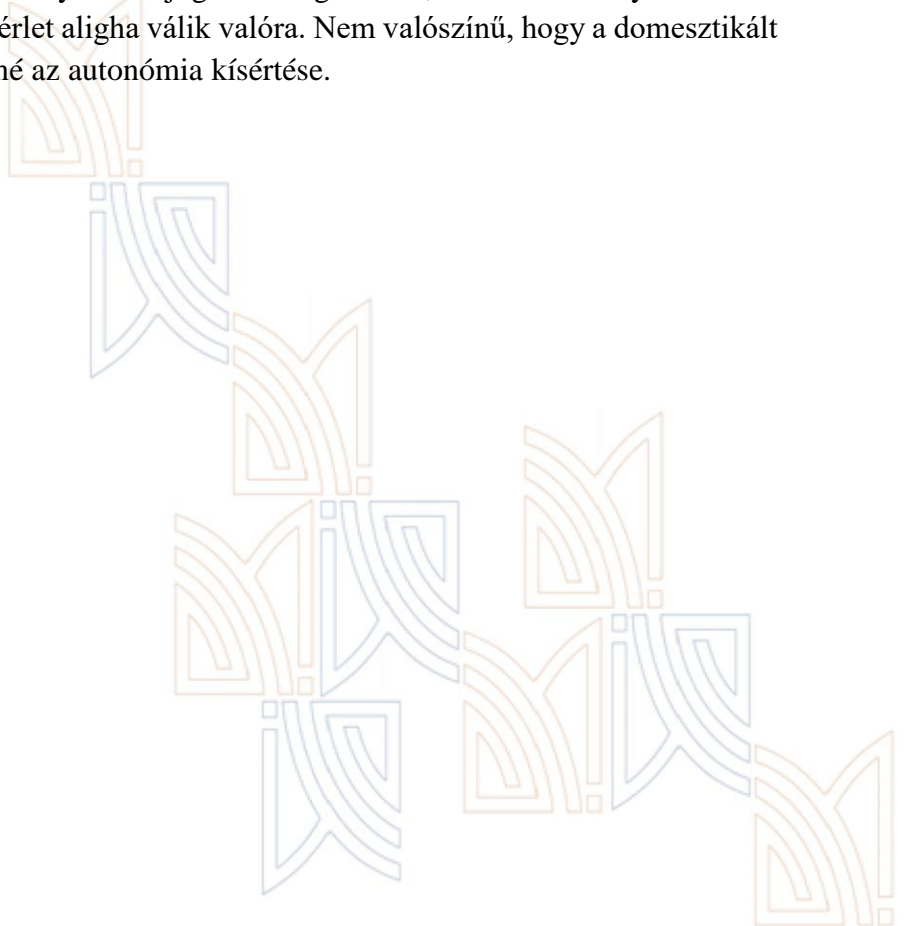 érlet aligha válik valóra. Nem valószínű, hogy a domesztikált
né az autonómia kísértése.